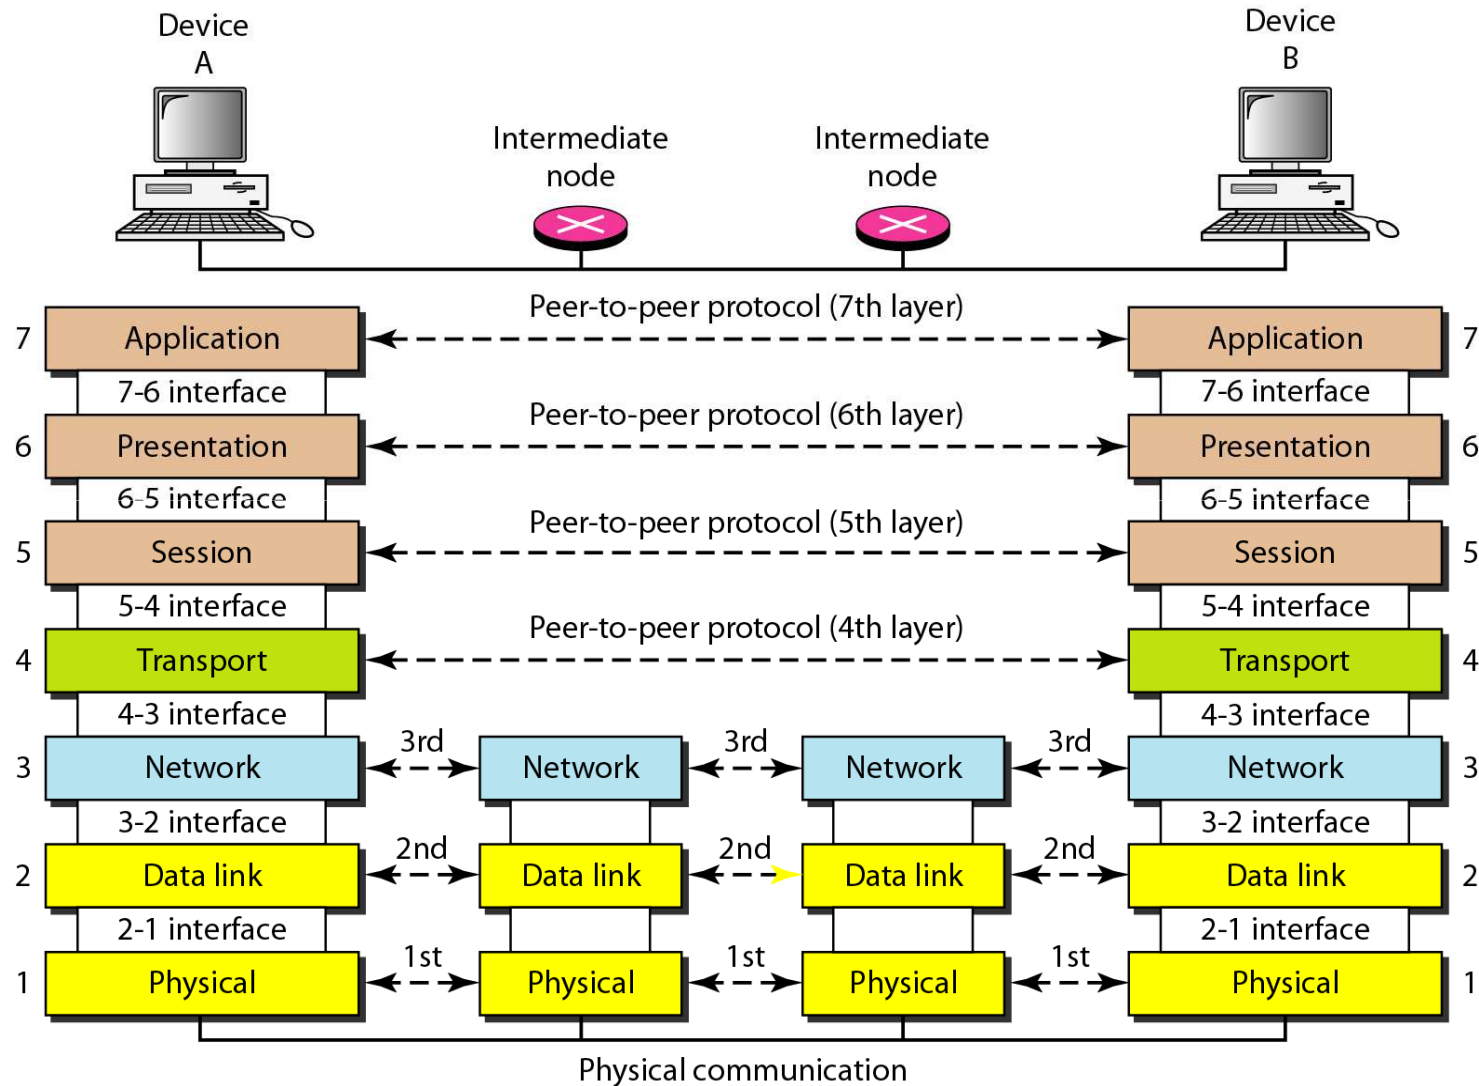 Device
A
Device
B
Intermediate
node
Intermediate
node
Peer-to-peer protocol (7th layer)
7 Application Application 7
7-6 interface 7-6 interface
Peer-to-peer protocol (6th layer)
6 Presentation Presentation 6
6-5 interface 6-5 interface
Peer-to-peer protocol (5th layer)
5 Session Session 5
5-4 interface 5-4 interface
Peer-to-peer protocol (4th layer)
4 Transport Transport 4
4-3 interface 4-3 interface
3rd 3rd 3rd
3 Network Network Network Network 3
3-2 interface 3-2 interface
2nd 2nd 2nd
2 Data link Data link Data link Data link 2
2-1 interface 2-1 interface
1st 1st 1st
1 Physical Physical Physical Physical 1
Physical communication